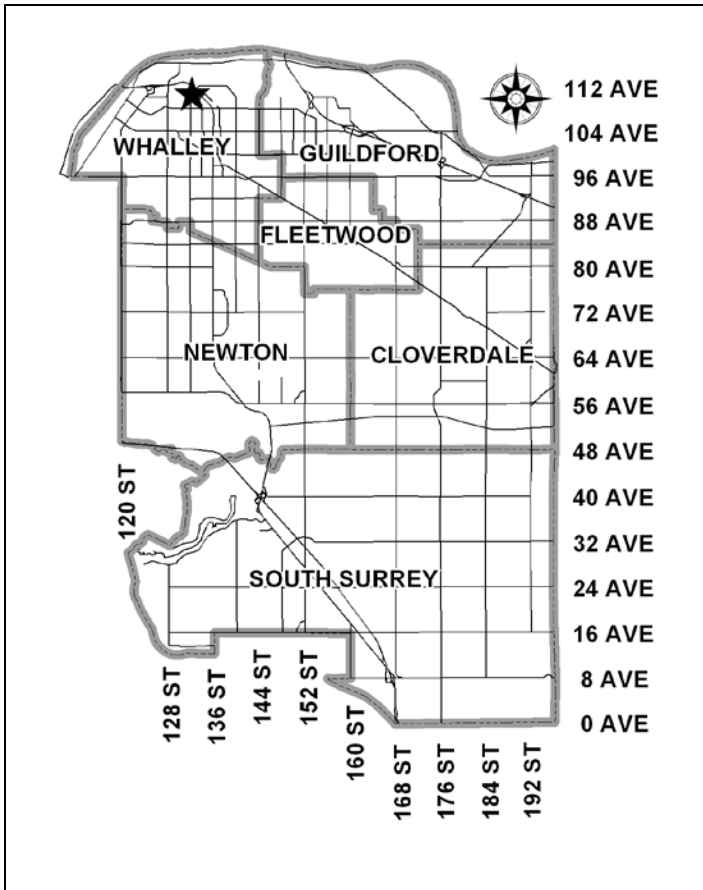 112 AVE
104 AVE
WHALLEY
GUILDFORD
96 AVE
88 AVE
FLEETWOOD
80 AVE
72 AVE
NEWTON
CLOVERDALE
64 AVE
56 AVE
48 AVE
120 ST
40 AVE
32 AVE
SOUTH SURREY
24 AVE
16 AVE
128 ST
136 ST
144 ST
152 ST
160 ST
8 AVE
0 AVE
168 ST
176 ST
184 ST
192 ST